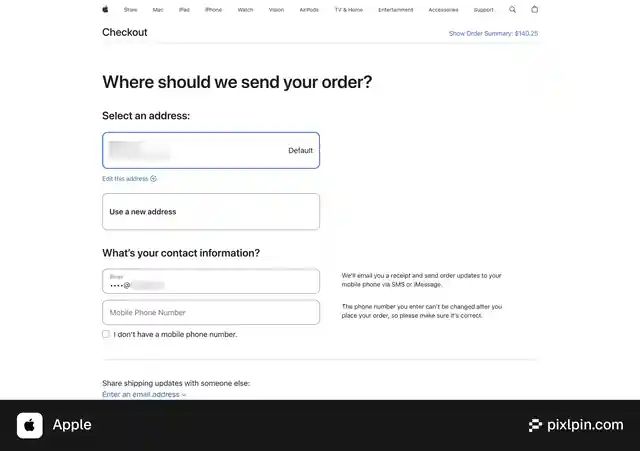 Store Mac iPad iPhone Watch Vision AirPods TV & Home Entertainment Accessories Support
Checkout
Show Order Summary: $140.25
Where should we send your order?
Select an address:
Default
Edit this address
Use a new address
What's your contact information?
Email
••••@
Mobile Phone Number
I don't have a mobile phone number.
We'll email you a receipt and send order updates to your
mobile phone via SMS or iMessage.
The phone number you enter can't be changed after you
place your order, so please make sure it's correct.
Share shipping updates with someone else:
Enter an email address
Apple
pixlpin.com